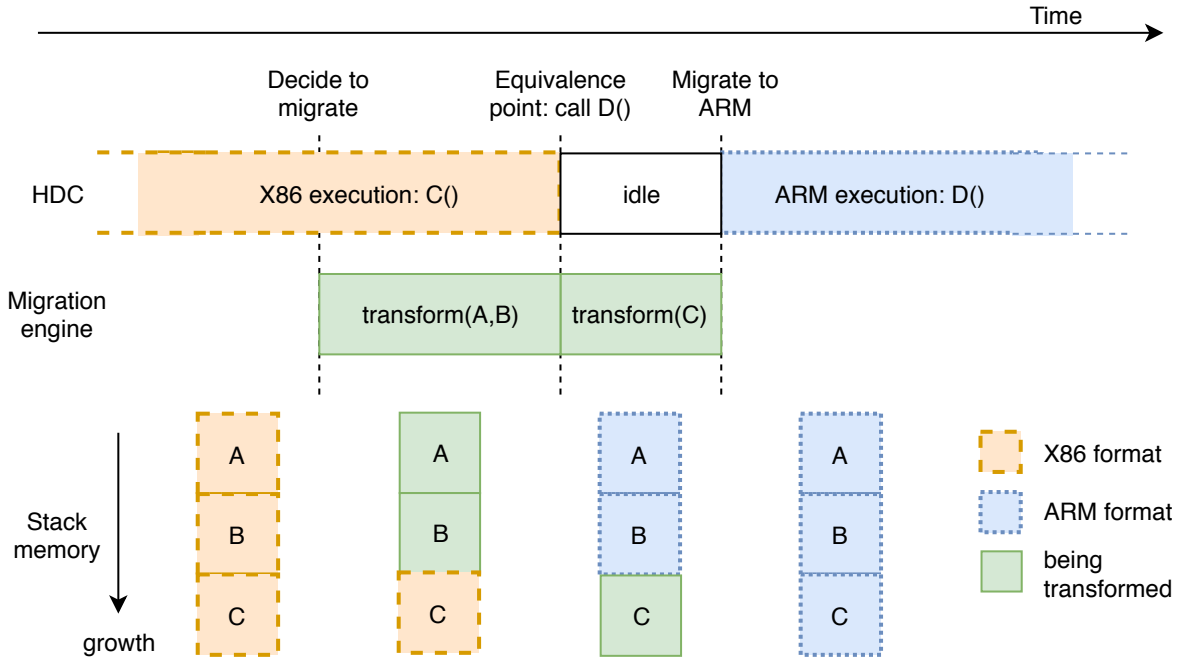 Time
Decide to
migrate
Equivalence
point: call D()
Migrate to
ARM
HDC
X86 execution: C()
idle
ARM execution: D()
Migration
engine
transform(A,B)
transform(C)
Stack
memory
growth
A
B
C
A
B
C
A
B
C
A
B
C
X86 format
ARM format
being
transformed